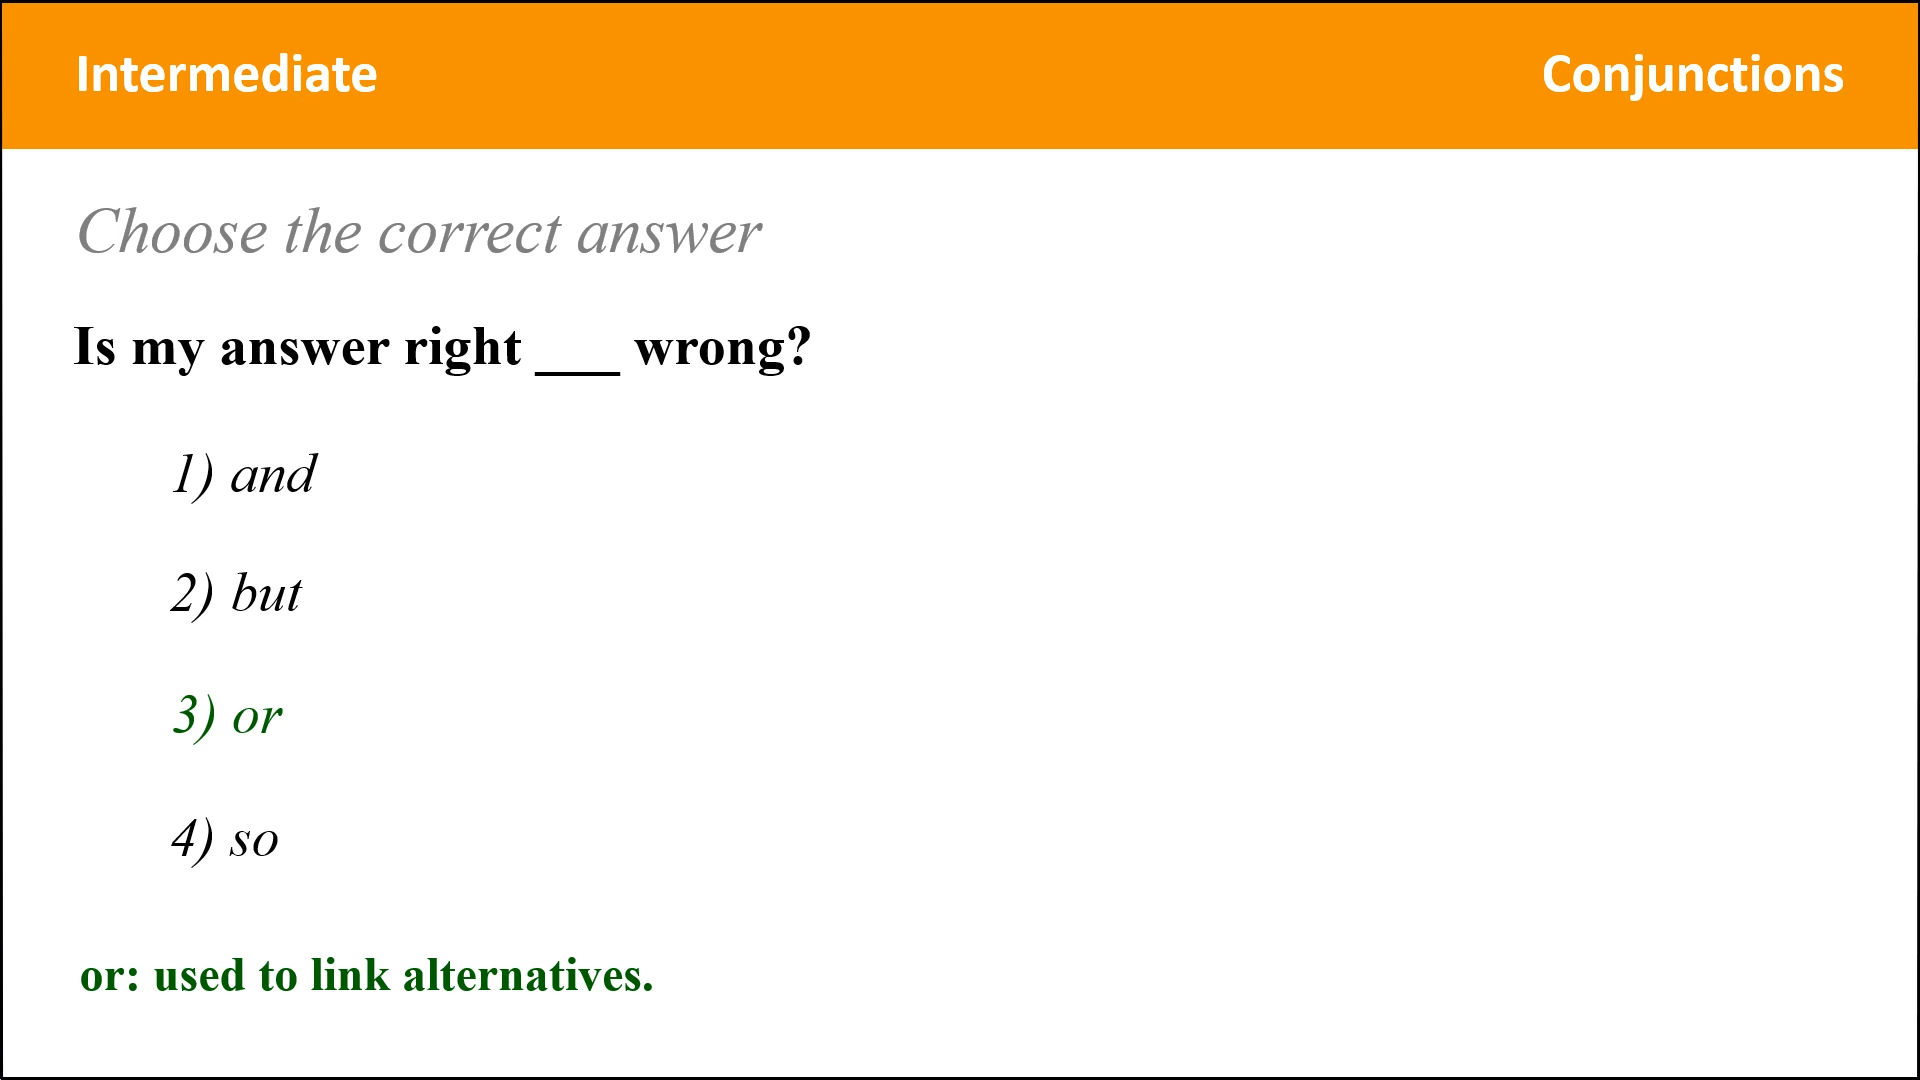 Intermediate Conjunctions
Choose the correct answer
Is my answer right ___ wrong?
1) and
2) but
3) or
4) so
or: used to link alternatives.